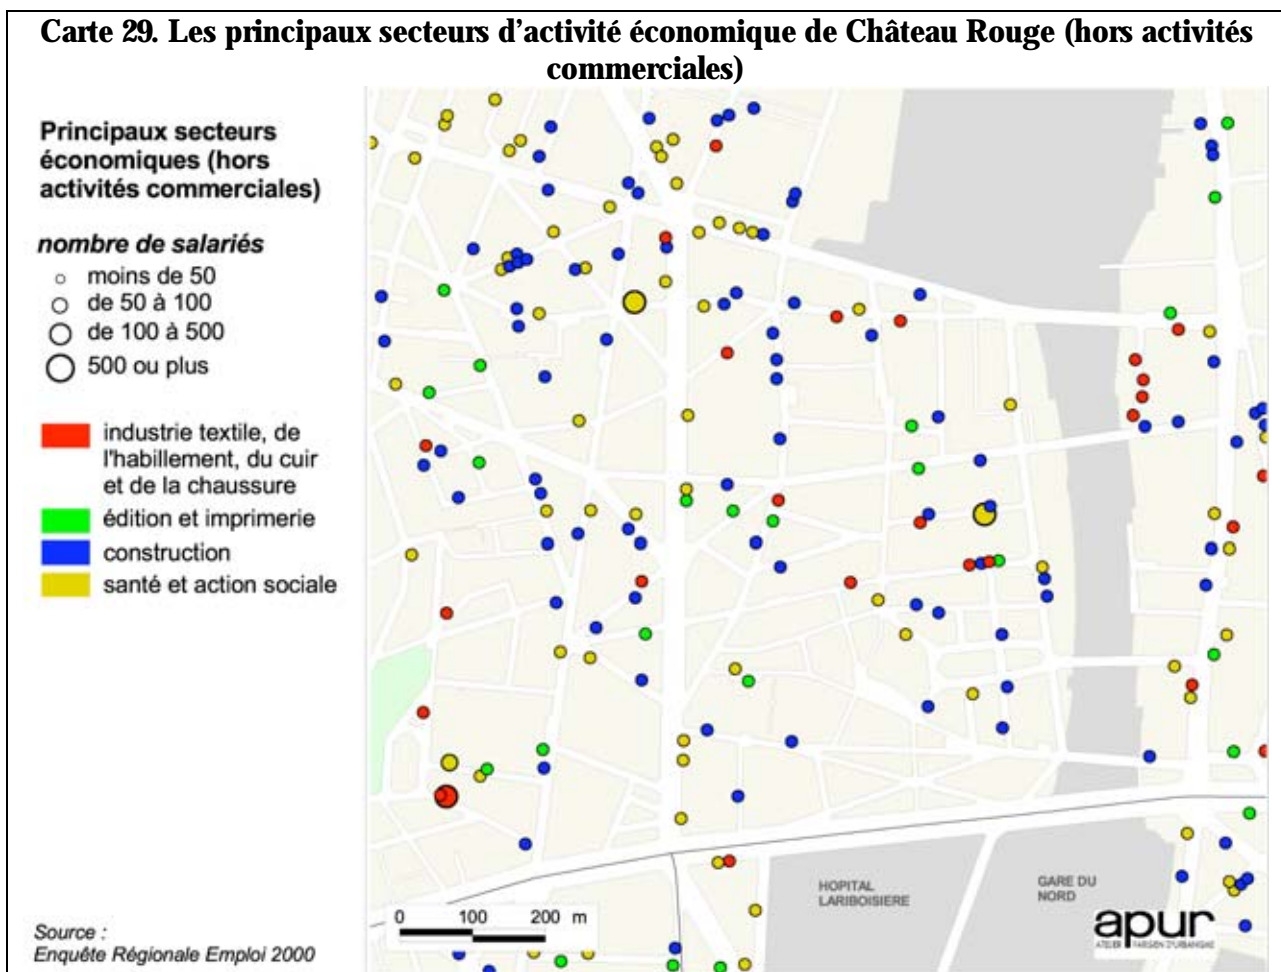 Carte 29. Les principaux secteurs d’activité économique de Château Rouge (hors activités
commerciales)
Principaux secteurs
économiques (hors
activités commerciales)
nombre de salariés
moins de 50
de 50 à 100
de 100 à 500
500 ou plus
industrie textile, de
l'habillement, du cuir
et de la chaussure
édition et imprimerie
construction
santé et action sociale
Source :
Enquête Régionale Emploi 2000
0 100 200 m
HOPITAL
LARIBOISIERE
GARE DU
NORD
apur
ATELIER PARISIEN D'URBANISME